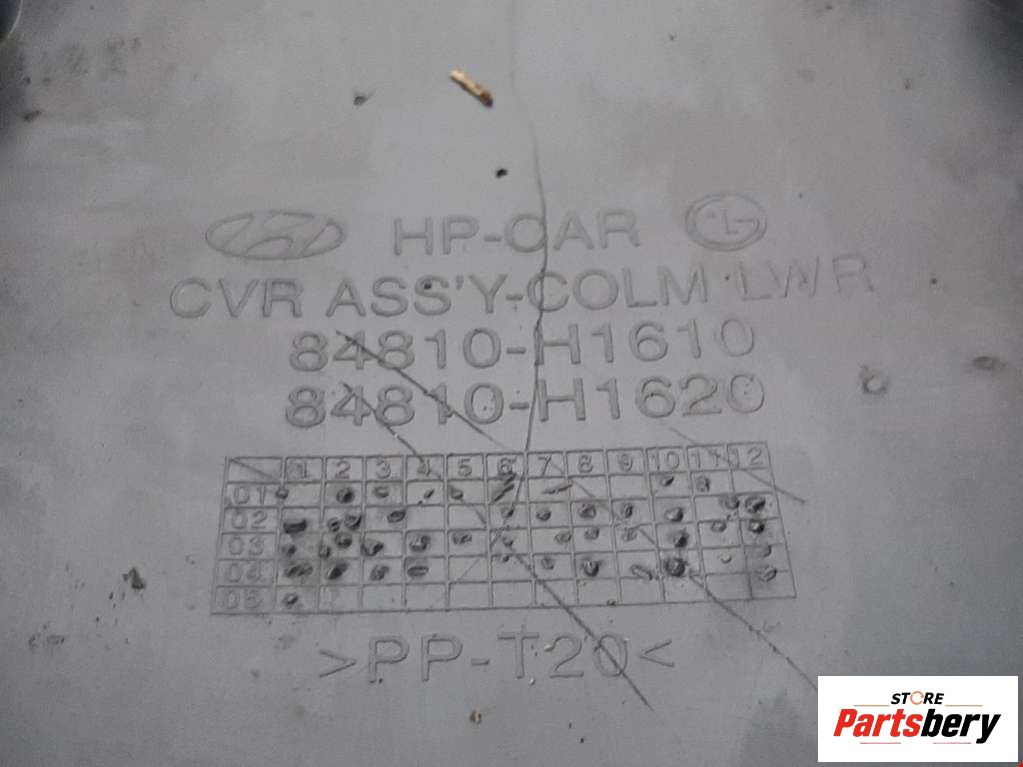 HP-CAR LG
CVR ASS'Y-COLM LWR
84810-H1610
84810-H1620
1 2 3 4 5 6 7 8 9 10 11 12
01
02
03
04
05
>PP-T20<
STORE
Partsbery